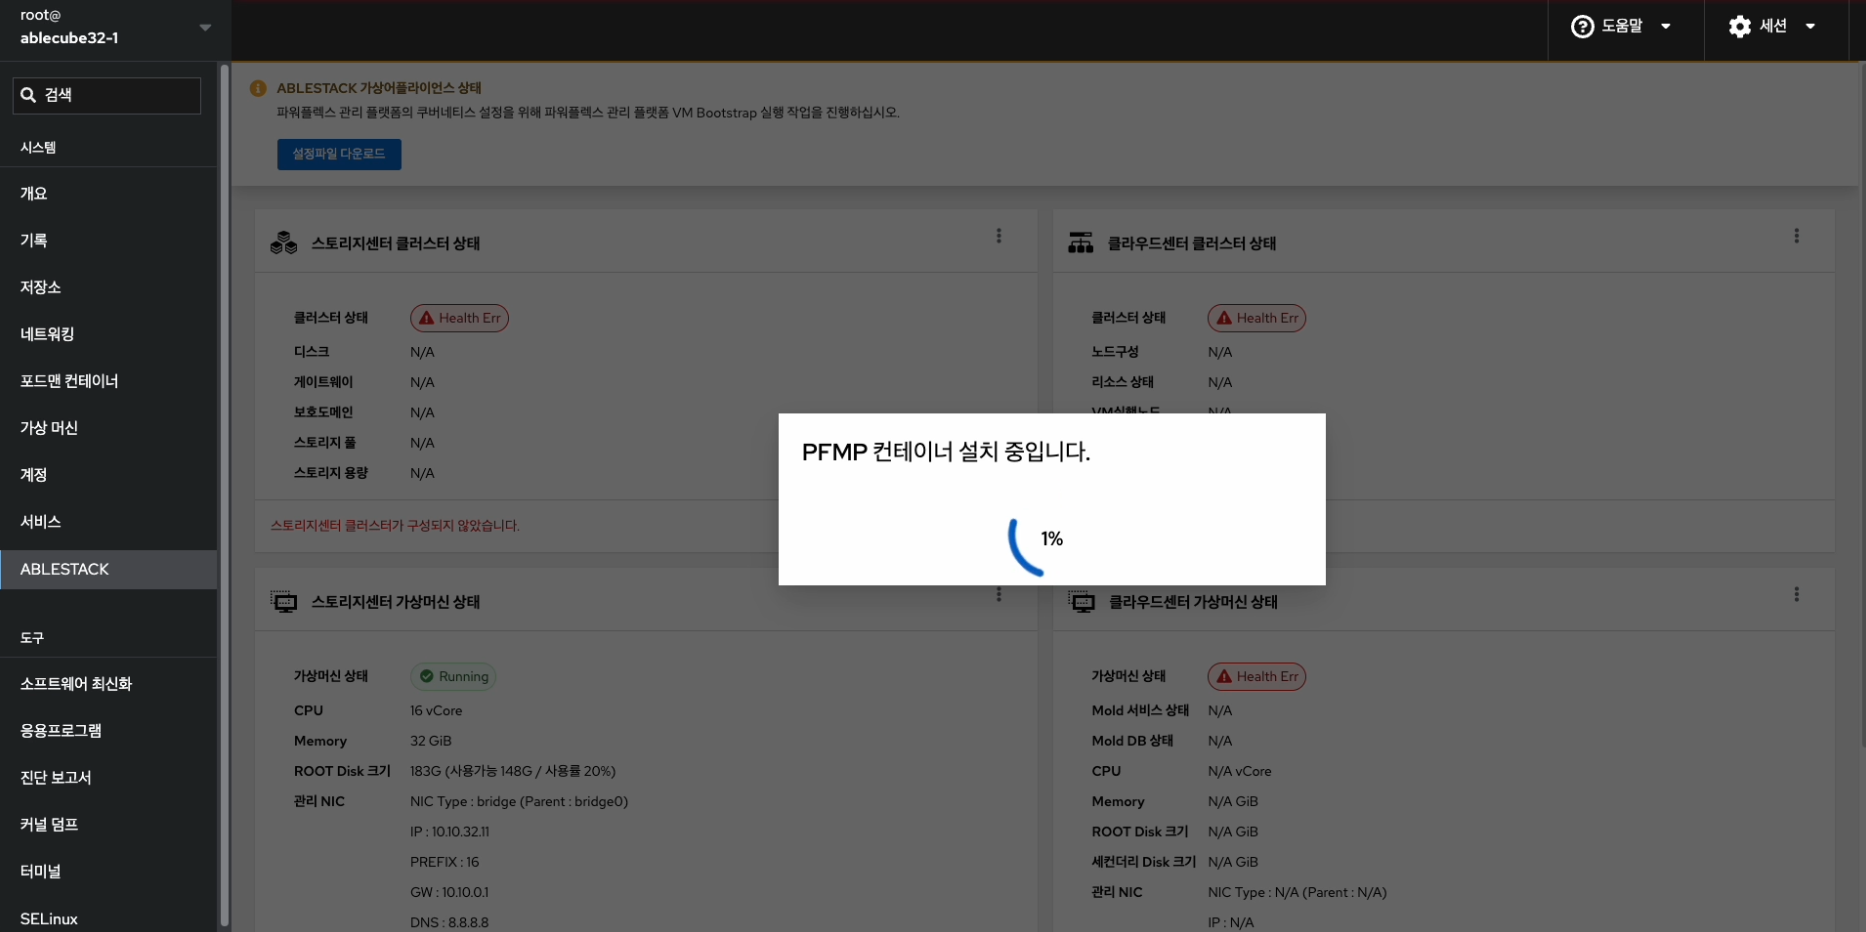 root@
ablecube32-1
도움말
세션
검색
시스템
개요
기록
저장소
네트워킹
포드맨 컨테이너
가상 머신
계정
서비스
ABLESTACK
도구
소프트웨어 최신화
응용프로그램
진단 보고서
커널 덤프
터미널
SELinux
ABLESTACK 가상어플라이언스 상태
파워플렉스 관리 플랫폼의 쿠버네티스 설정을 위해 파워플렉스 관리 플랫폼 VM Bootstrap 실행 작업을 진행하십시오.
설정파일 다운로드
스토리지센터 클러스터 상태
클러스터 상태 Health Err
디스크 N/A
게이트웨이 N/A
보호도메인 N/A
스토리지 풀 N/A
스토리지 용량 N/A
스토리지센터 클러스터가 구성되지 않았습니다.
클라우드센터 클러스터 상태
클러스터 상태 Health Err
노드구성 N/A
리소스 상태 N/A
VM실행노드 N/A
PFMP 컨테이너 설치 중입니다.
1%
스토리지센터 가상머신 상태
가상머신 상태 Running
CPU 16 vCore
Memory 32 GiB
ROOT Disk 크기 183G (사용가능 148G / 사용률 20%)
관리 NIC NIC Type : bridge (Parent : bridge0)
IP : 10.10.32.11
PREFIX : 16
GW : 10.10.0.1
DNS : 8.8.8.8
클라우드센터 가상머신 상태
가상머신 상태 Health Err
Mold 서비스 상태 N/A
Mold DB 상태 N/A
CPU N/A vCore
Memory N/A GiB
ROOT Disk 크기 N/A GiB
세컨더리 Disk 크기 N/A GiB
관리 NIC NIC Type : N/A (Parent : N/A)
IP : N/A